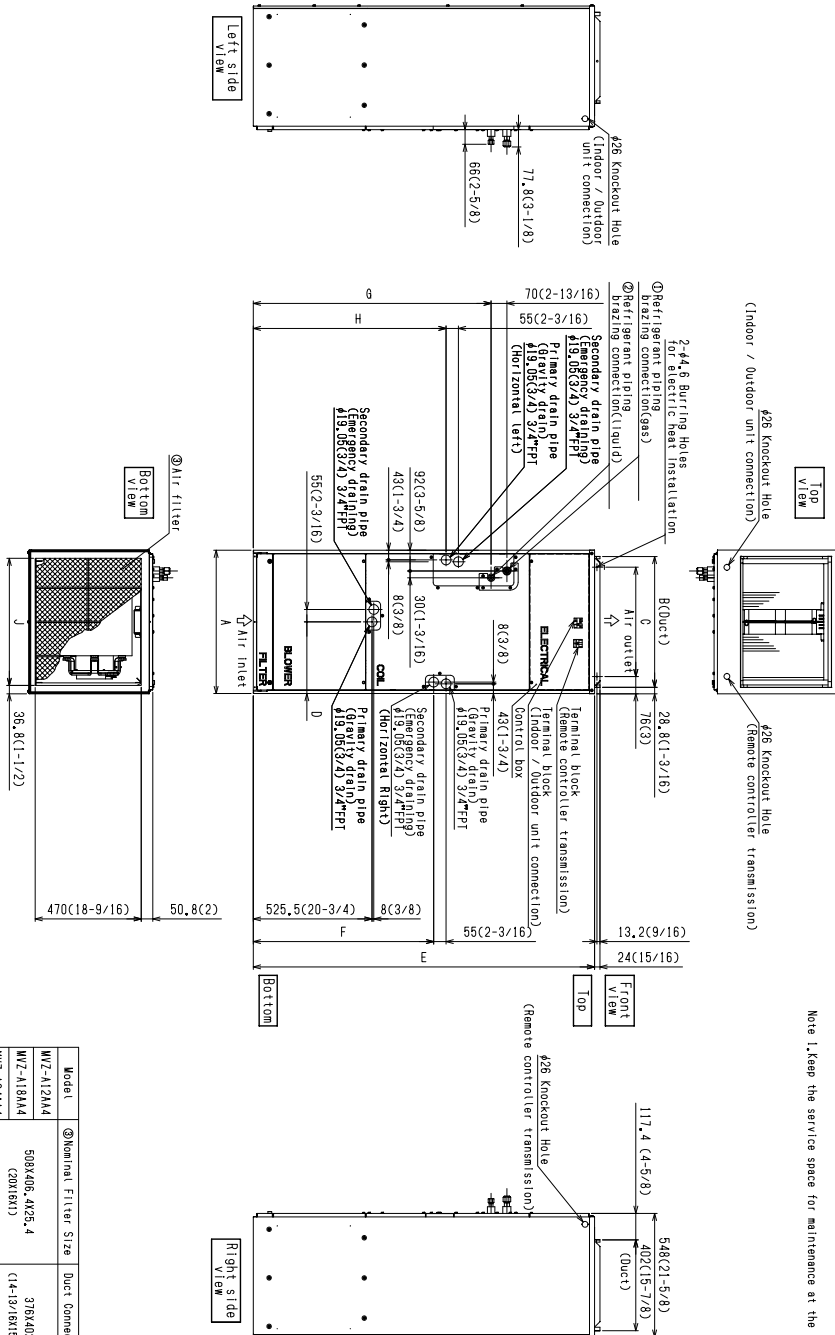 Note 1.Keep the service space for maintenance at the
Top
view
φ26 Knockout Hole
(Indoor / Outdoor unit connection)
φ26 Knockout Hole
(Remote controller transmission)
Left side
view
φ26 Knockout Hole
(Indoor / Outdoor
unit connection)
77.8(3-1/8)
66(2-5/8)
Front
view
Top
Bottom
2-φ4.6 Burring Holes
for electric heat installation
①Refrigerant piping
brazing connection(gas)
②Refrigerant piping
brazing connection(liquid)
Secondary drain pipe
(Emergency draining)
φ19.05(3/4) 3/4"FPT
Primary drain pipe
(Gravity drain)
φ19.05(3/4) 3/4"FPT
(Horizontal left)
Secondary drain pipe
(Emergency draining)
φ19.05(3/4) 3/4"FPT
G
H
70(2-13/16)
55(2-3/16)
92(3-5/8)
43(1-3/4)
55(2-3/16)
30(1-3/16)
8(3/8)
8(3/8)
43(1-3/4)
B(Duct)
C
Air outlet
28.8(1-3/16)
76(3)
ELECTRICAL
COIL
BLOWER
FILTER
A
Air inlet
D
Terminal block
(Remote controller transmission)
Terminal block
(Indoor / Outdoor unit connection)
Control box
Primary drain pipe
(Gravity drain)
φ19.05(3/4) 3/4"FPT
Secondary drain pipe
(Emergency draining)
φ19.05(3/4) 3/4"FPT
(Horizontal Right)
Primary drain pipe
(Gravity drain)
φ19.05(3/4) 3/4"FPT
13.2(9/16)
24(15/16)
55(2-3/16)
E
F
525.5(20-3/4)
8(3/8)
Right side
view
φ26 Knockout Hole
(Remote controller transmission)
117.4 (4-5/8)
548(21-5/8)
402(15-7/8)
(Duct)
Bottom
view
③Air filter
J
36.8(1-1/2)
470(18-9/16)
50.8(2)
Model ③Nominal Filter Size Duct Conne
MVZ-A12AA4
MVZ-A18AA4
508X406.4X25.4
(20X16X1)
376X40
(14-13/16X15